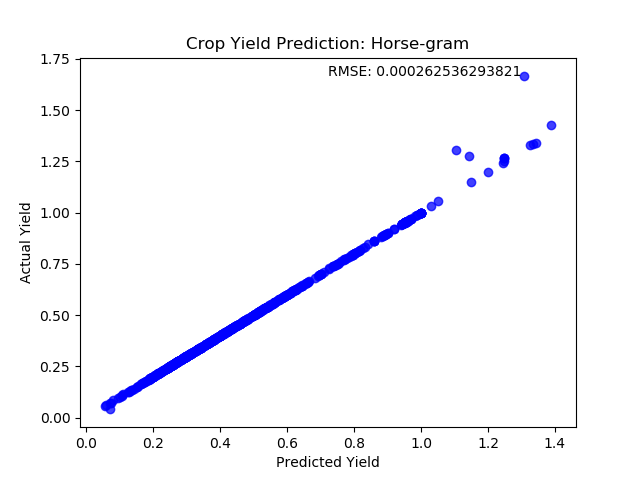 Crop Yield Prediction: Horse-gram
RMSE: 0.000262536293821
1.75
1.50
1.25
1.00
0.75
0.50
0.25
0.00
Actual Yield
0.0 0.2 0.4 0.6 0.8 1.0 1.2 1.4
Predicted Yield